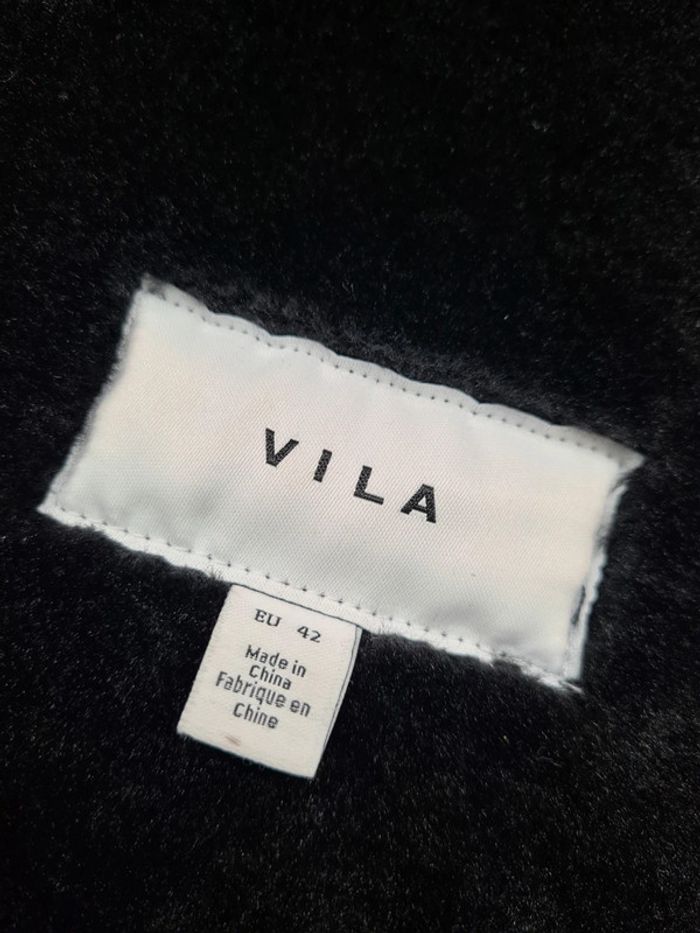 VILA
EU 42
Made in
China
Fabrique en
Chine